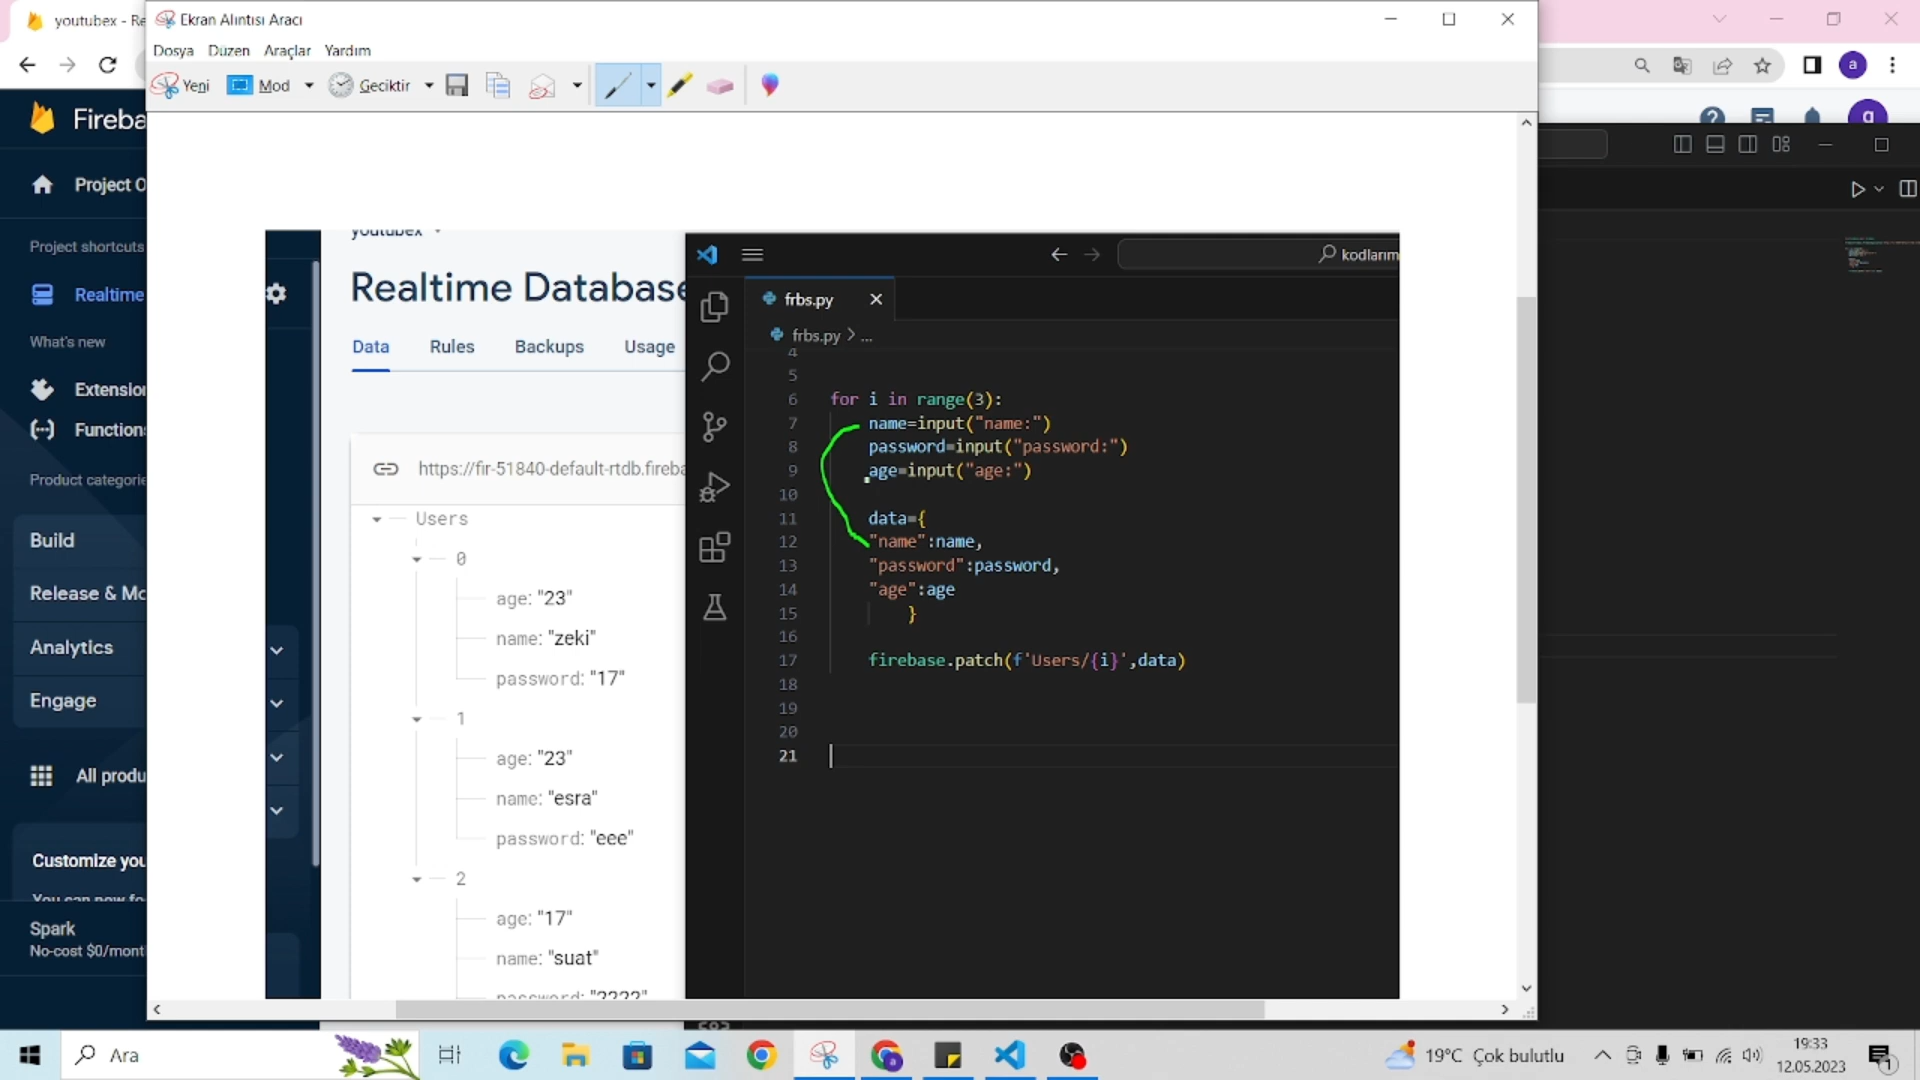 youtubex - Re
Ekran Alıntısı Aracı
Dosya Düzen Araçlar Yardım
Yeni Mod Geciktir
a
Fireba
Project O
Project shortcuts
Realtime
What's new
Extension
Functions
Product categorie
Build
Release & Mo
Analytics
Engage
All produ
Customize you
Spark
No-cost $0/mont
youtubex
Realtime Database
Data Rules Backups Usage
https://fir-51840-default-rtdb.fireba
Users
0
age: "23"
name: "zeki"
password: "17"
1
age: "23"
name: "esra"
password: "eee"
2
age: "17"
name: "suat"
password: "2222"
kodlarım
frbs.py
frbs.py > ...
4
5
6 for i in range(3):
7 name=input("name:")
8 password=input("password:")
9 age=input("age:")
10
11 data={
12 "name":name,
13 "password":password,
14 "age":age
15 }
16
17 firebase.patch(f'Users/{i}',data)
18
19
20
21
Ara
19°C Çok bulutlu
19:33
12.05.2023
1